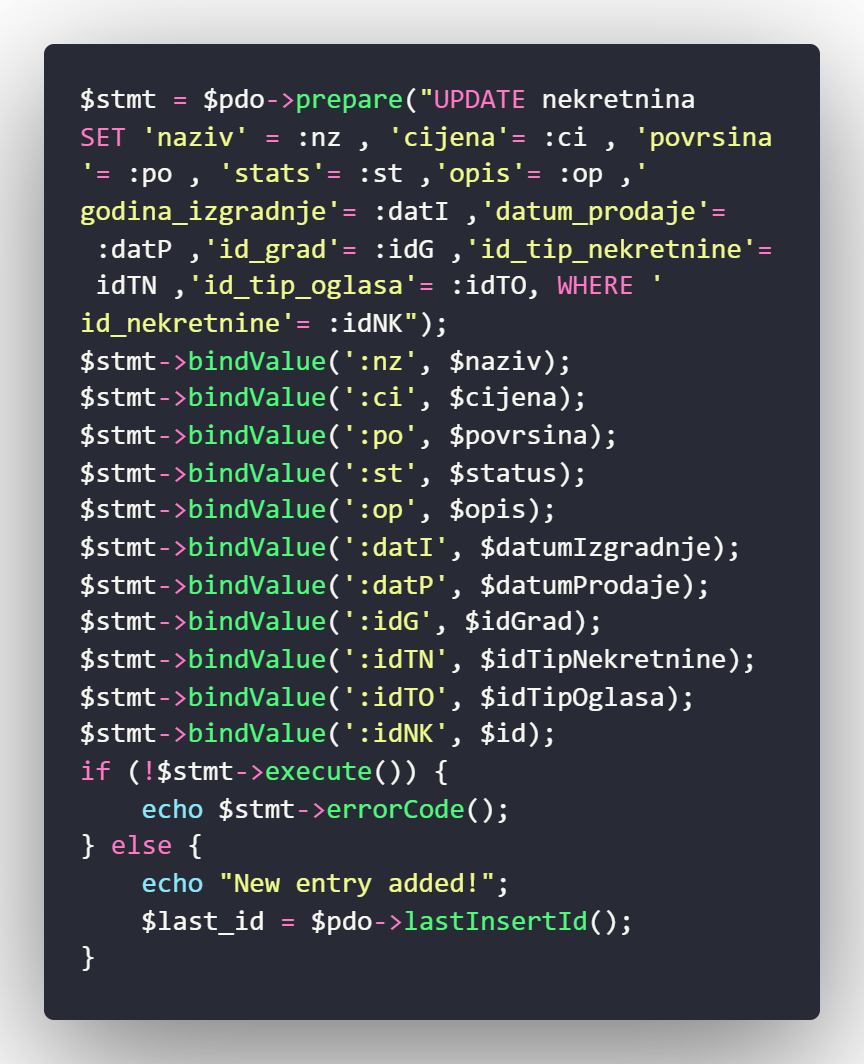 $stmt = $pdo->prepare("UPDATE nekretnina
SET 'naziv' = :nz , 'cijena'= :ci , 'povrsina
'= :po , 'stats'= :st ,'opis'= :op ,'
godina_izgradnje'= :datI ,'datum_prodaje'=
 :datP ,'id_grad'= :idG ,'id_tip_nekretnine'=
 idTN ,'id_tip_oglasa'= :idTO, WHERE '
id_nekretnine'= :idNK");
$stmt->bindValue(':nz', $naziv);
$stmt->bindValue(':ci', $cijena);
$stmt->bindValue(':po', $povrsina);
$stmt->bindValue(':st', $status);
$stmt->bindValue(':op', $opis);
$stmt->bindValue(':datI', $datumIzgradnje);
$stmt->bindValue(':datP', $datumProdaje);
$stmt->bindValue(':idG', $idGrad);
$stmt->bindValue(':idTN', $idTipNekretnine);
$stmt->bindValue(':idTO', $idTipOglasa);
$stmt->bindValue(':idNK', $id);
if (!$stmt->execute()) {
    echo $stmt->errorCode();
} else {
    echo "New entry added!";
    $last_id = $pdo->lastInsertId();
}